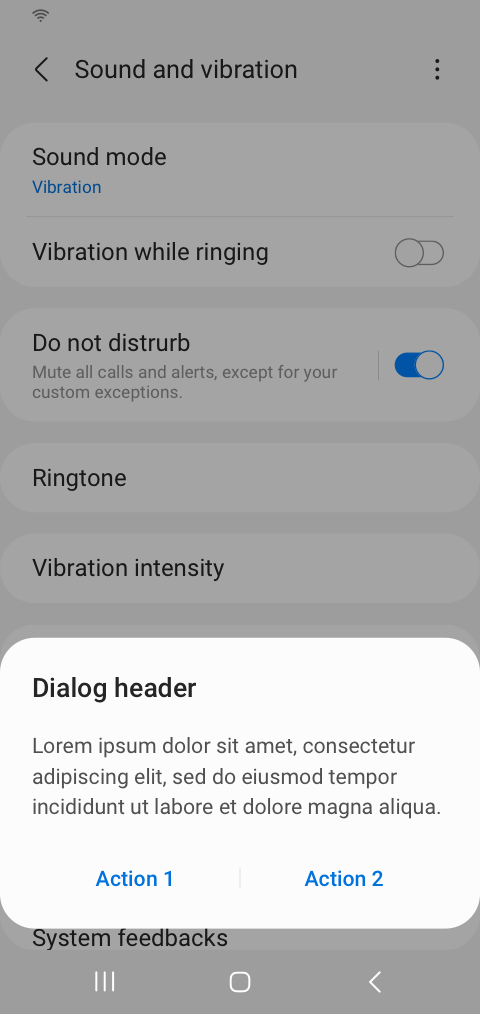 Sound and vibration
Sound mode
Vibration
Vibration while ringing
Do not distrurb
Mute all calls and alerts, except for your
custom exceptions.
Ringtone
Vibration intensity
Dialog header
Lorem ipsum dolor sit amet, consectetur
adipiscing elit, sed do eiusmod tempor
incididunt ut labore et dolore magna aliqua.
Action 1
Action 2
System feedbacks